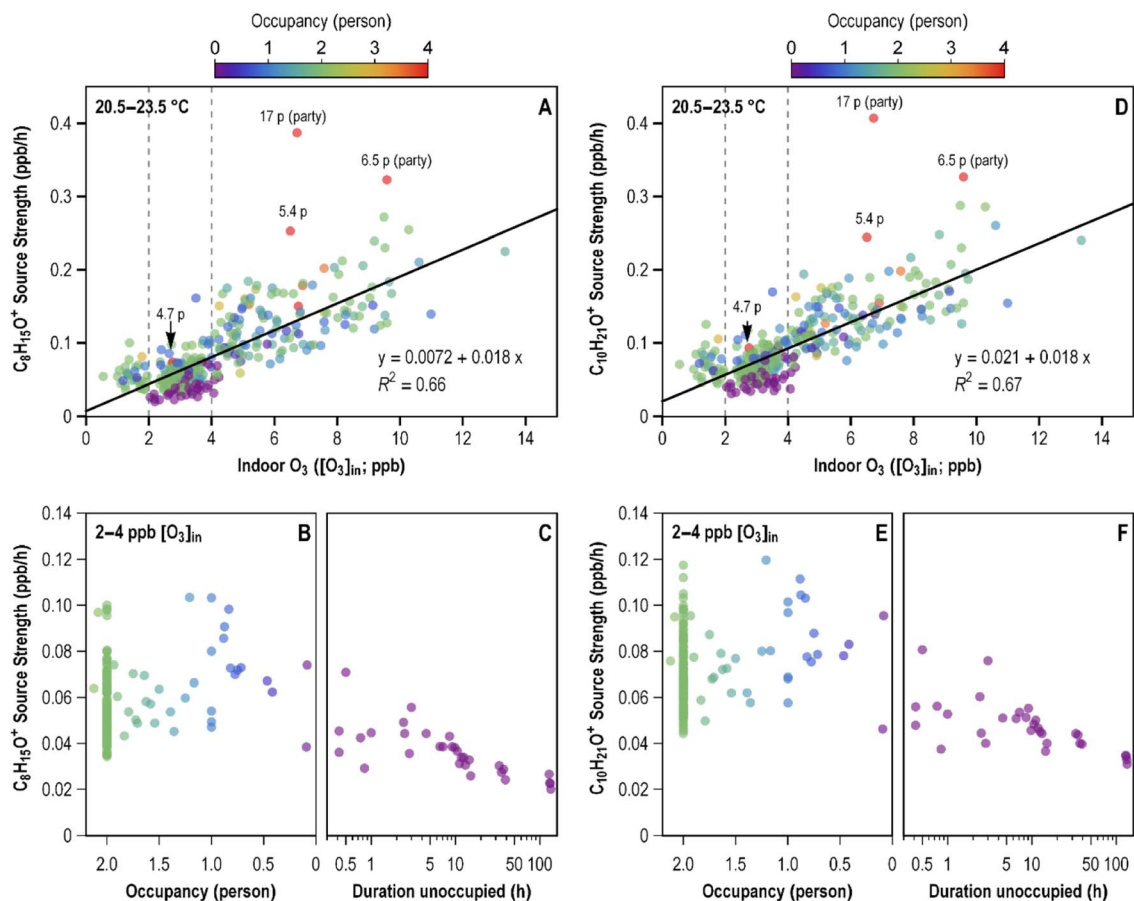 Occupancy (person)
0 1 2 3 4
20.5–23.5 °C
A
17 p (party)
6.5 p (party)
5.4 p
4.7 p
y = 0.0072 + 0.018 x
R² = 0.66
C₈H₁₅O⁺ Source Strength (ppb/h)
0.4
0.3
0.2
0.1
0
0 2 4 6 8 10 12 14
Indoor O₃ ([O₃]in; ppb)
Occupancy (person)
0 1 2 3 4
20.5–23.5 °C
D
17 p (party)
6.5 p (party)
5.4 p
4.7 p
y = 0.021 + 0.018 x
R² = 0.67
C₁₀H₂₁O⁺ Source Strength (ppb/h)
0.4
0.3
0.2
0.1
0
0 2 4 6 8 10 12 14
Indoor O₃ ([O₃]in; ppb)
2–4 ppb [O₃]in
B
C
C₈H₁₅O⁺ Source Strength (ppb/h)
0.14
0.12
0.10
0.08
0.06
0.04
0.02
0
2.0 1.5 1.0 0.5 0
Occupancy (person)
0.5 1 5 10 50 100
Duration unoccupied (h)
2–4 ppb [O₃]in
E
F
C₁₀H₂₁O⁺ Source Strength (ppb/h)
0.14
0.12
0.10
0.08
0.06
0.04
0.02
0
2.0 1.5 1.0 0.5 0
Occupancy (person)
0.5 1 5 10 50 100
Duration unoccupied (h)